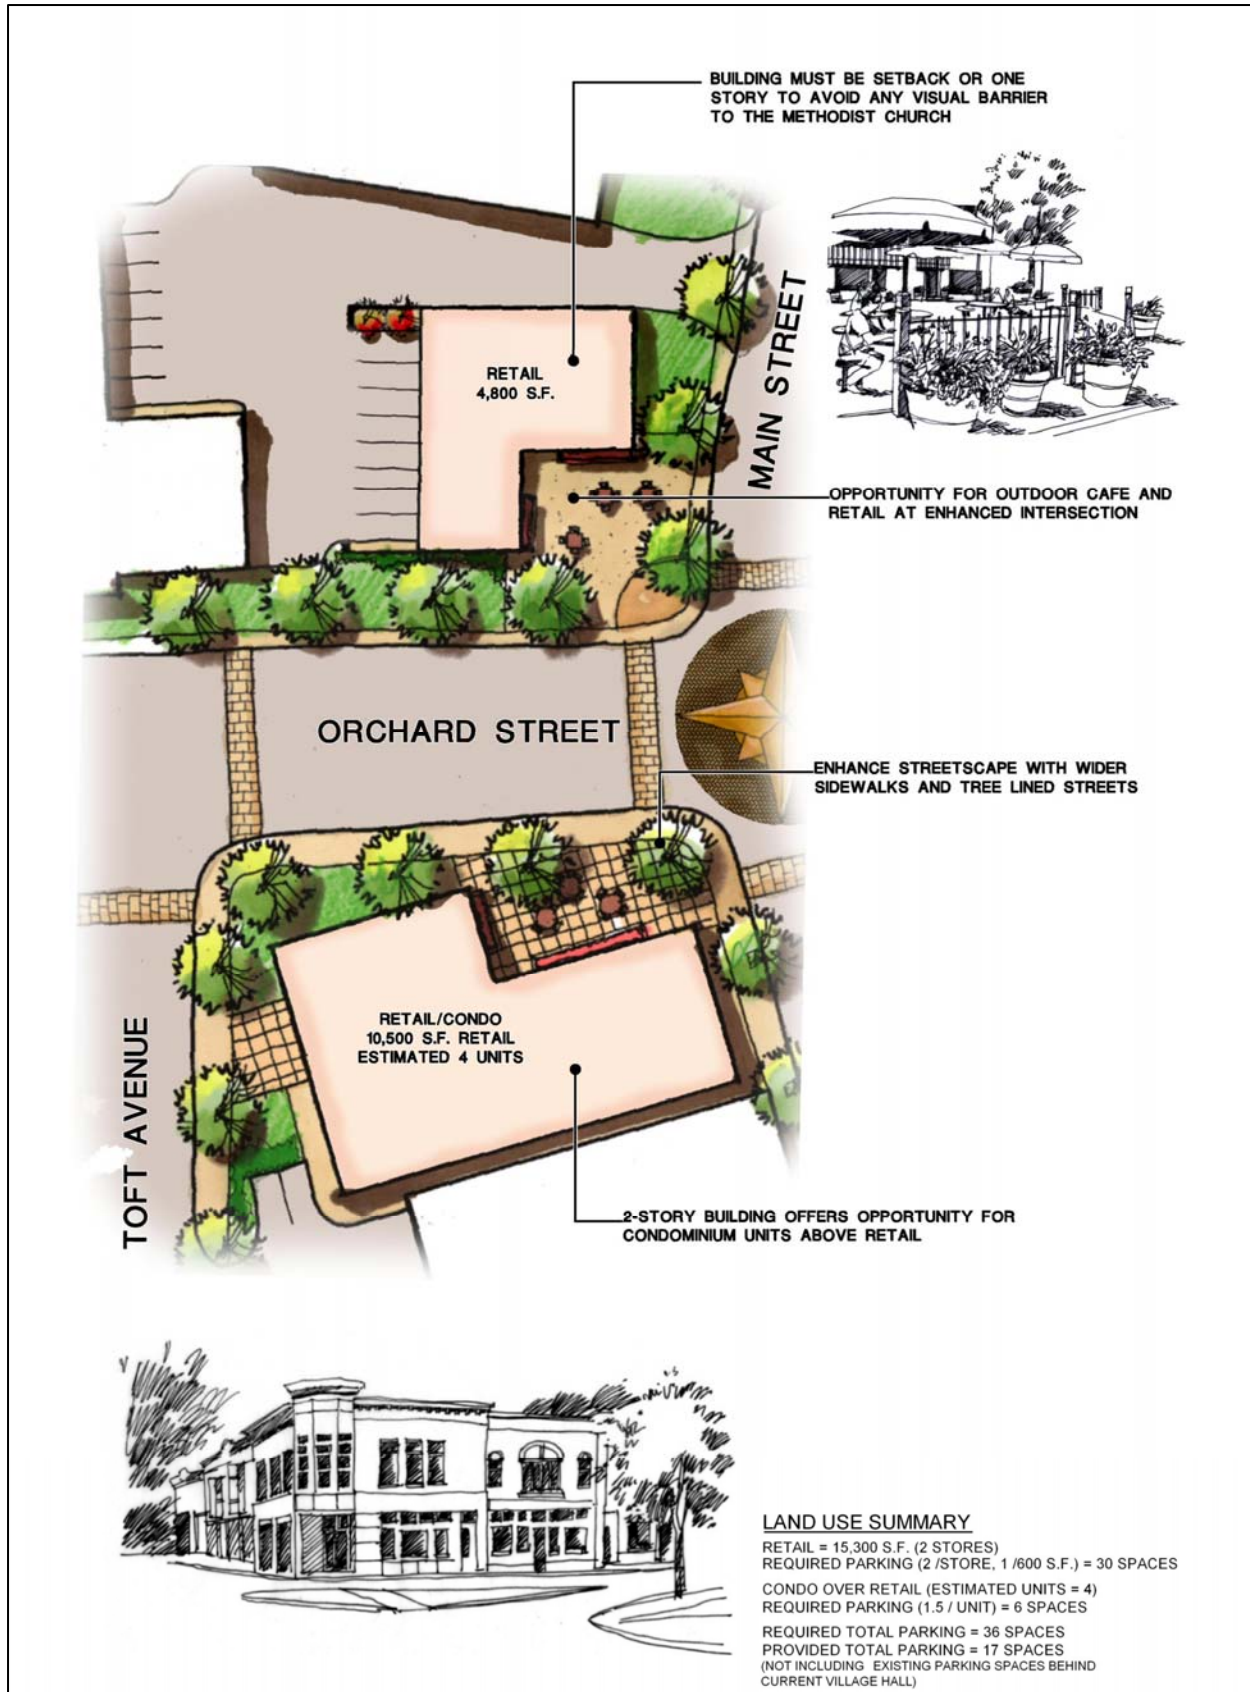 BUILDING MUST BE SETBACK OR ONE
STORY TO AVOID ANY VISUAL BARRIER
TO THE METHODIST CHURCH
RETAIL
4,800 S.F.
MAIN STREET
OPPORTUNITY FOR OUTDOOR CAFE AND
RETAIL AT ENHANCED INTERSECTION
ORCHARD STREET
ENHANCE STREETSCAPE WITH WIDER
SIDEWALKS AND TREE LINED STREETS
RETAIL/CONDO
10,500 S.F. RETAIL
ESTIMATED 4 UNITS
TOFT AVENUE
2-STORY BUILDING OFFERS OPPORTUNITY FOR
CONDOMINIUM UNITS ABOVE RETAIL
LAND USE SUMMARY
RETAIL = 15,300 S.F. (2 STORES)
REQUIRED PARKING (2 /STORE, 1 /600 S.F.) = 30 SPACES
CONDO OVER RETAIL (ESTIMATED UNITS = 4)
REQUIRED PARKING (1.5 / UNIT) = 6 SPACES
REQUIRED TOTAL PARKING = 36 SPACES
PROVIDED TOTAL PARKING = 17 SPACES
(NOT INCLUDING EXISTING PARKING SPACES BEHIND
CURRENT VILLAGE HALL)